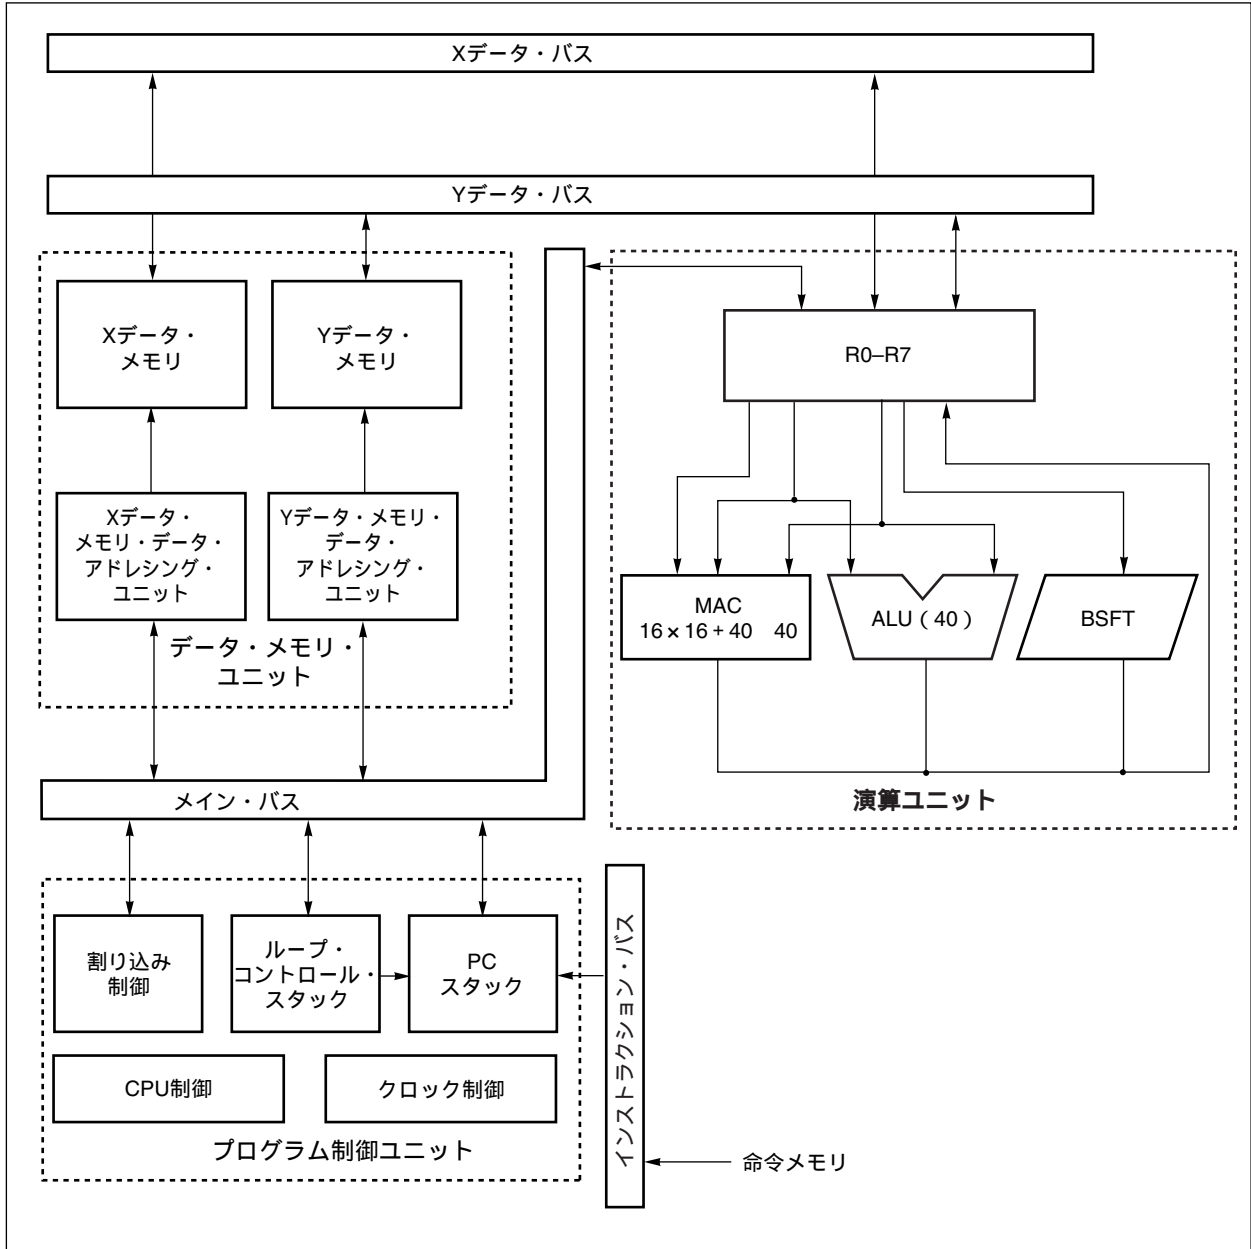 Xデータ・バス
Yデータ・バス
Xデータ・
メモリ
Yデータ・
メモリ
R0–R7
Xデータ・
メモリ・データ・
アドレシング・
ユニット
Yデータ・メモリ・
データ・
アドレシング・
ユニット
データ・メモリ・
ユニット
MAC
16×16+40 40
ALU(40)
BSFT
演算ユニット
メイン・バス
割り込み
制御
ループ・
コントロール・
スタック
PC
スタック
CPU制御
クロック制御
プログラム制御ユニット
インストラクション・バス
命令メモリ